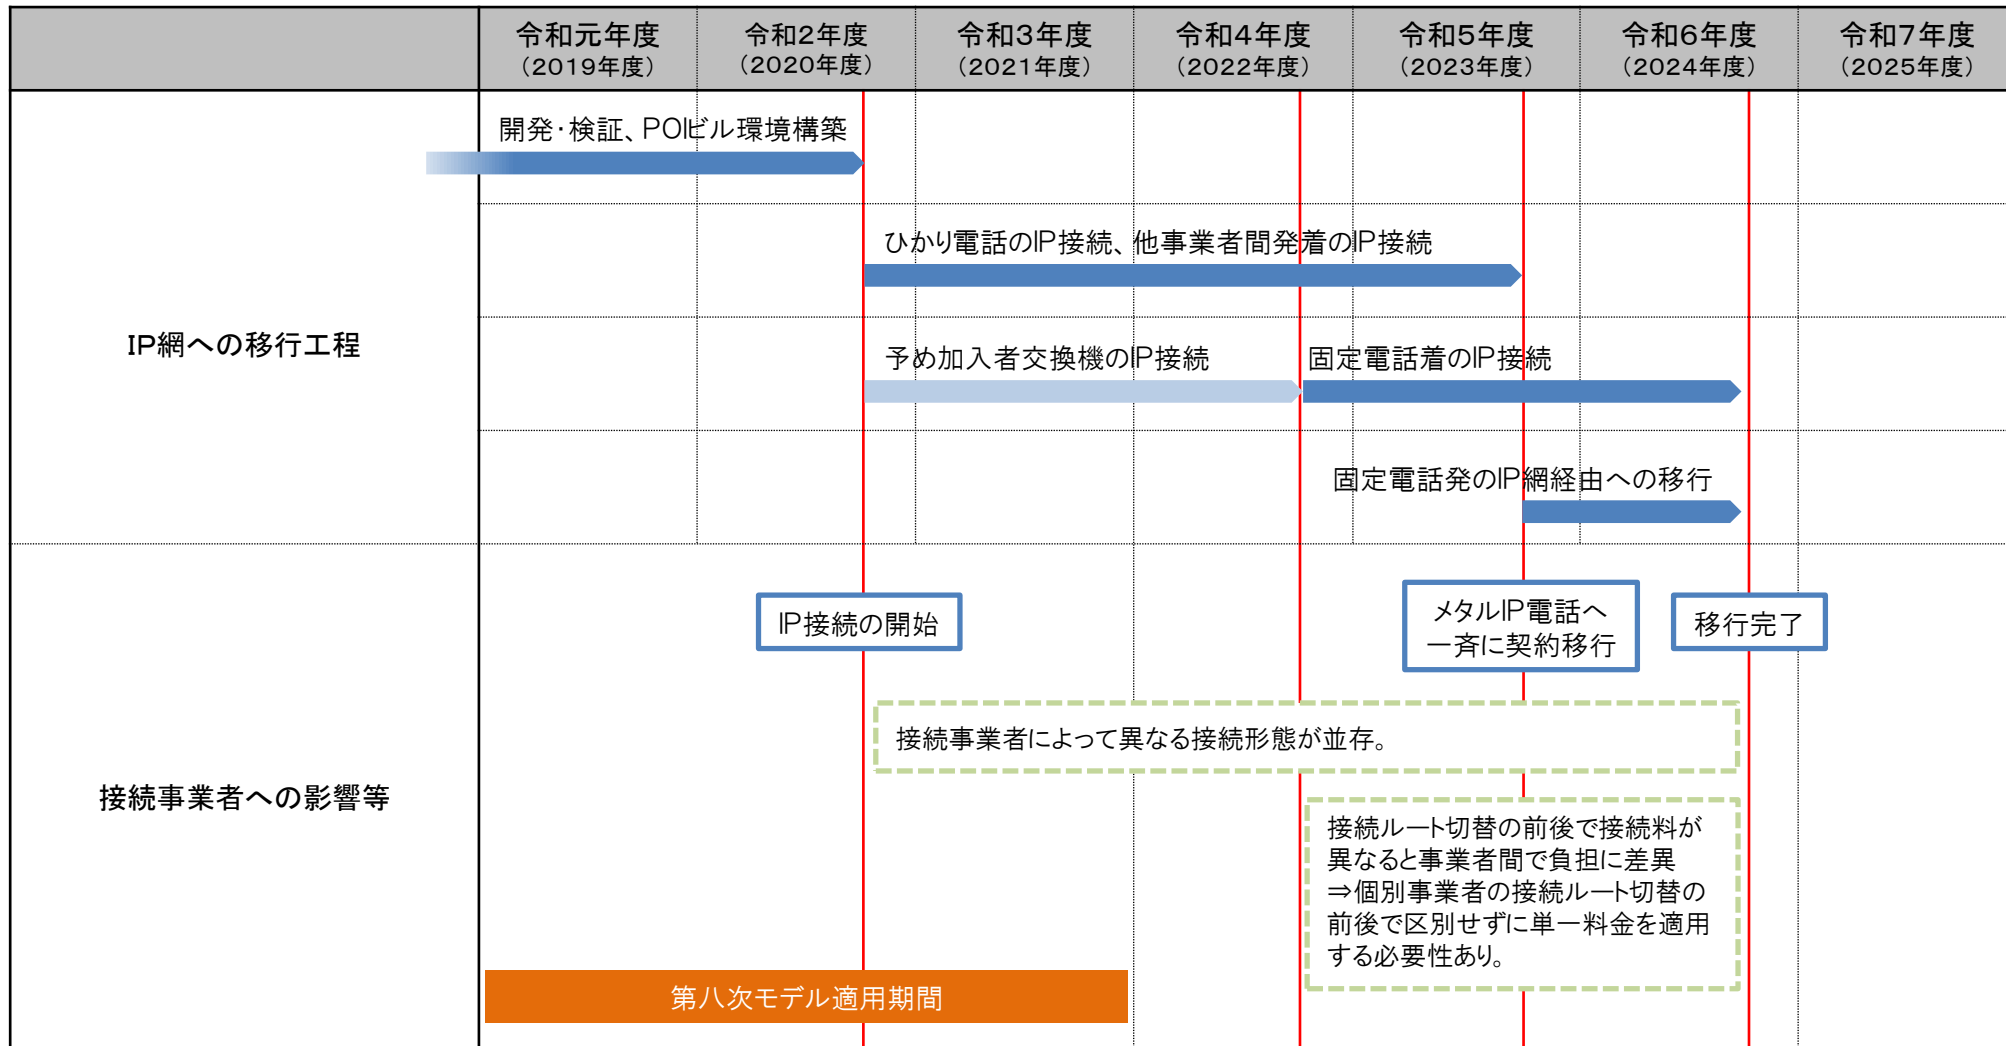 令和元年度
（2019年度）
令和2年度
（2020年度）
令和3年度
（2021年度）
令和4年度
（2022年度）
令和5年度
（2023年度）
令和6年度
（2024年度）
令和7年度
（2025年度）
IP網への移行工程
開発・検証、POIビル環境構築
ひかり電話のIP接続、他事業者間発着のIP接続
予め加入者交換機のIP接続
固定電話着のIP接続
固定電話発のIP網経由への移行
接続事業者への影響等
IP接続の開始
メタルIP電話へ
一斉に契約移行
移行完了
接続事業者によって異なる接続形態が並存。
接続ルート切替の前後で接続料が
異なると事業者間で負担に差異
⇒個別事業者の接続ルート切替の
前後で区別せずに単一料金を適用
する必要性あり。
第八次モデル適用期間